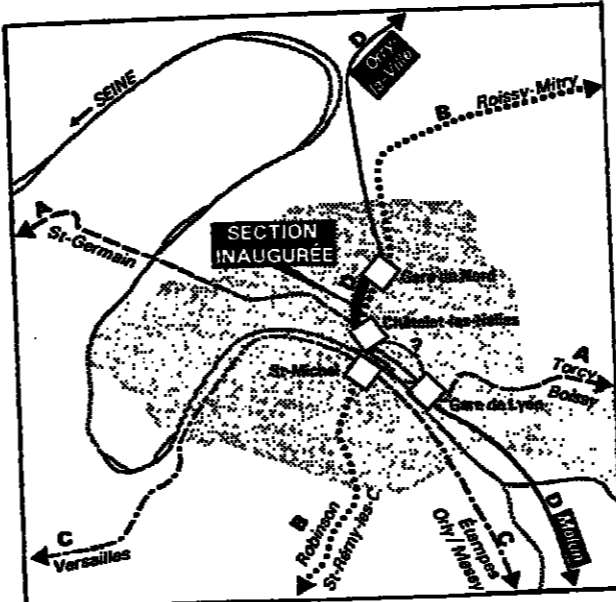 D
Orry-
la-Ville
B
Roissy-Mitry
SEINE
A
St-Germain
SECTION
INAUGURÉE
D
Gare du Nord
Châtelet-les-Halles
St-Michel
Gare de Lyon
A
Torcy
Boissy
C
Versailles
B
Robinson
St-Rémy-les-C.
Étampes
Orly / Massy
C
D
Melun